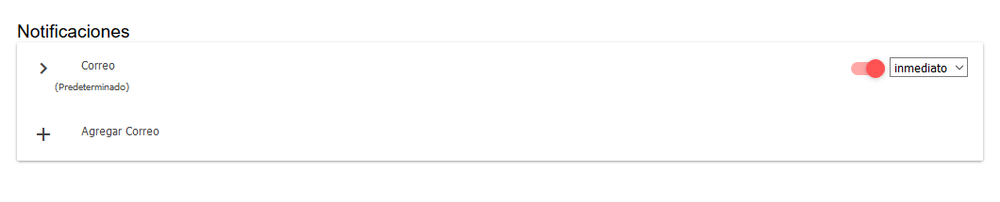 Notificaciones
Correo
inmediato
(Predeterminado)
Agregar Correo